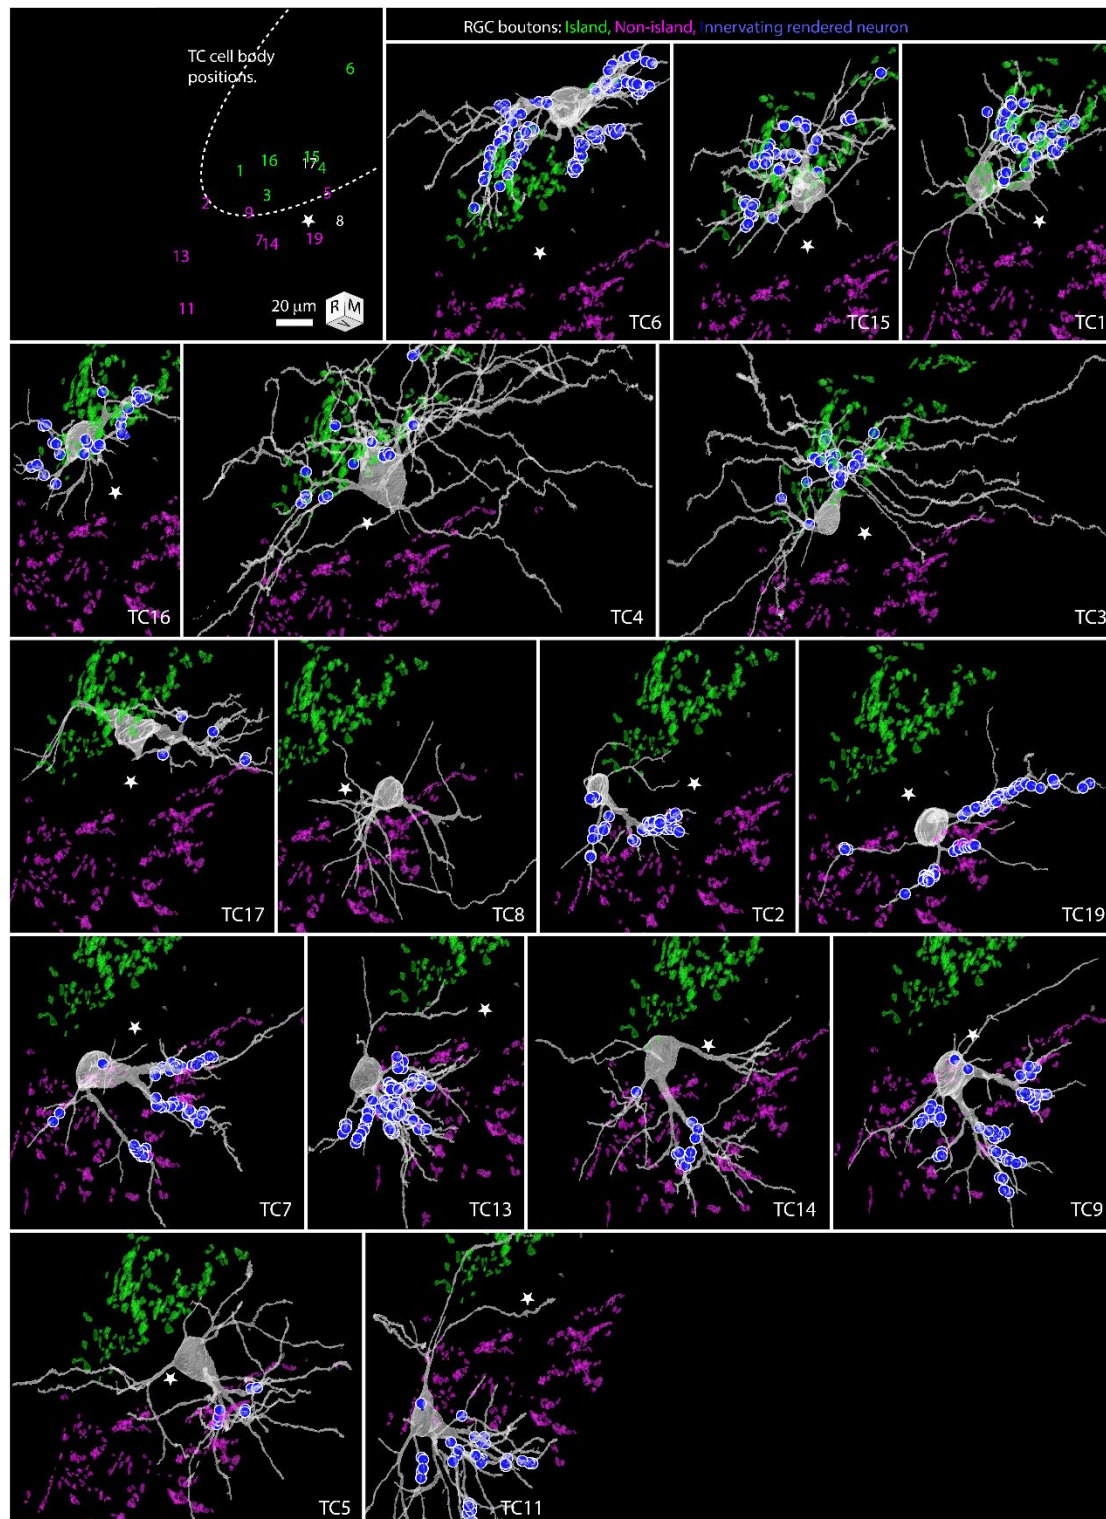 RGC boutons: Island, Non-island, Innervating rendered neuron
TC cell body
positions.
6
15
16
17
4
1
3
5
2
9
8
7
14
19
13
11
20 µm
R M
V
TC6
TC15
TC1
TC16
TC4
TC3
TC17
TC8
TC2
TC19
TC7
TC13
TC14
TC9
TC5
TC11